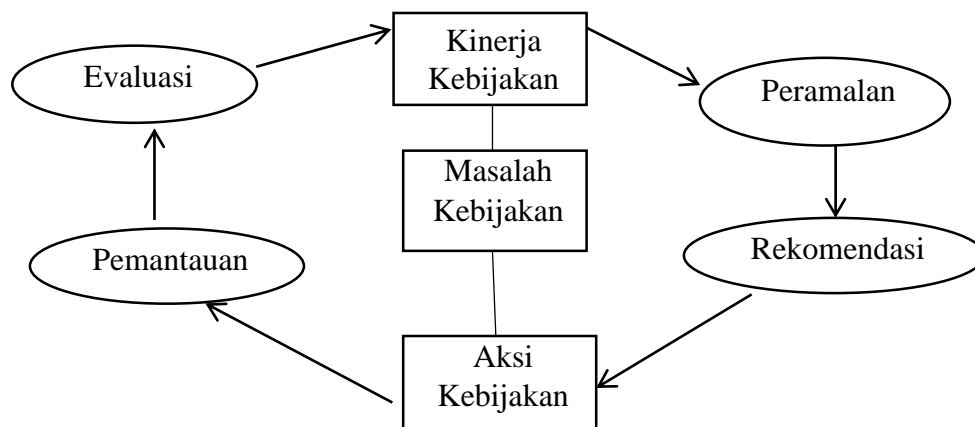 Kinerja
Kebijakan
Evaluasi
Peramalan
Masalah
Kebijakan
Pemantauan
Rekomendasi
Aksi
Kebijakan